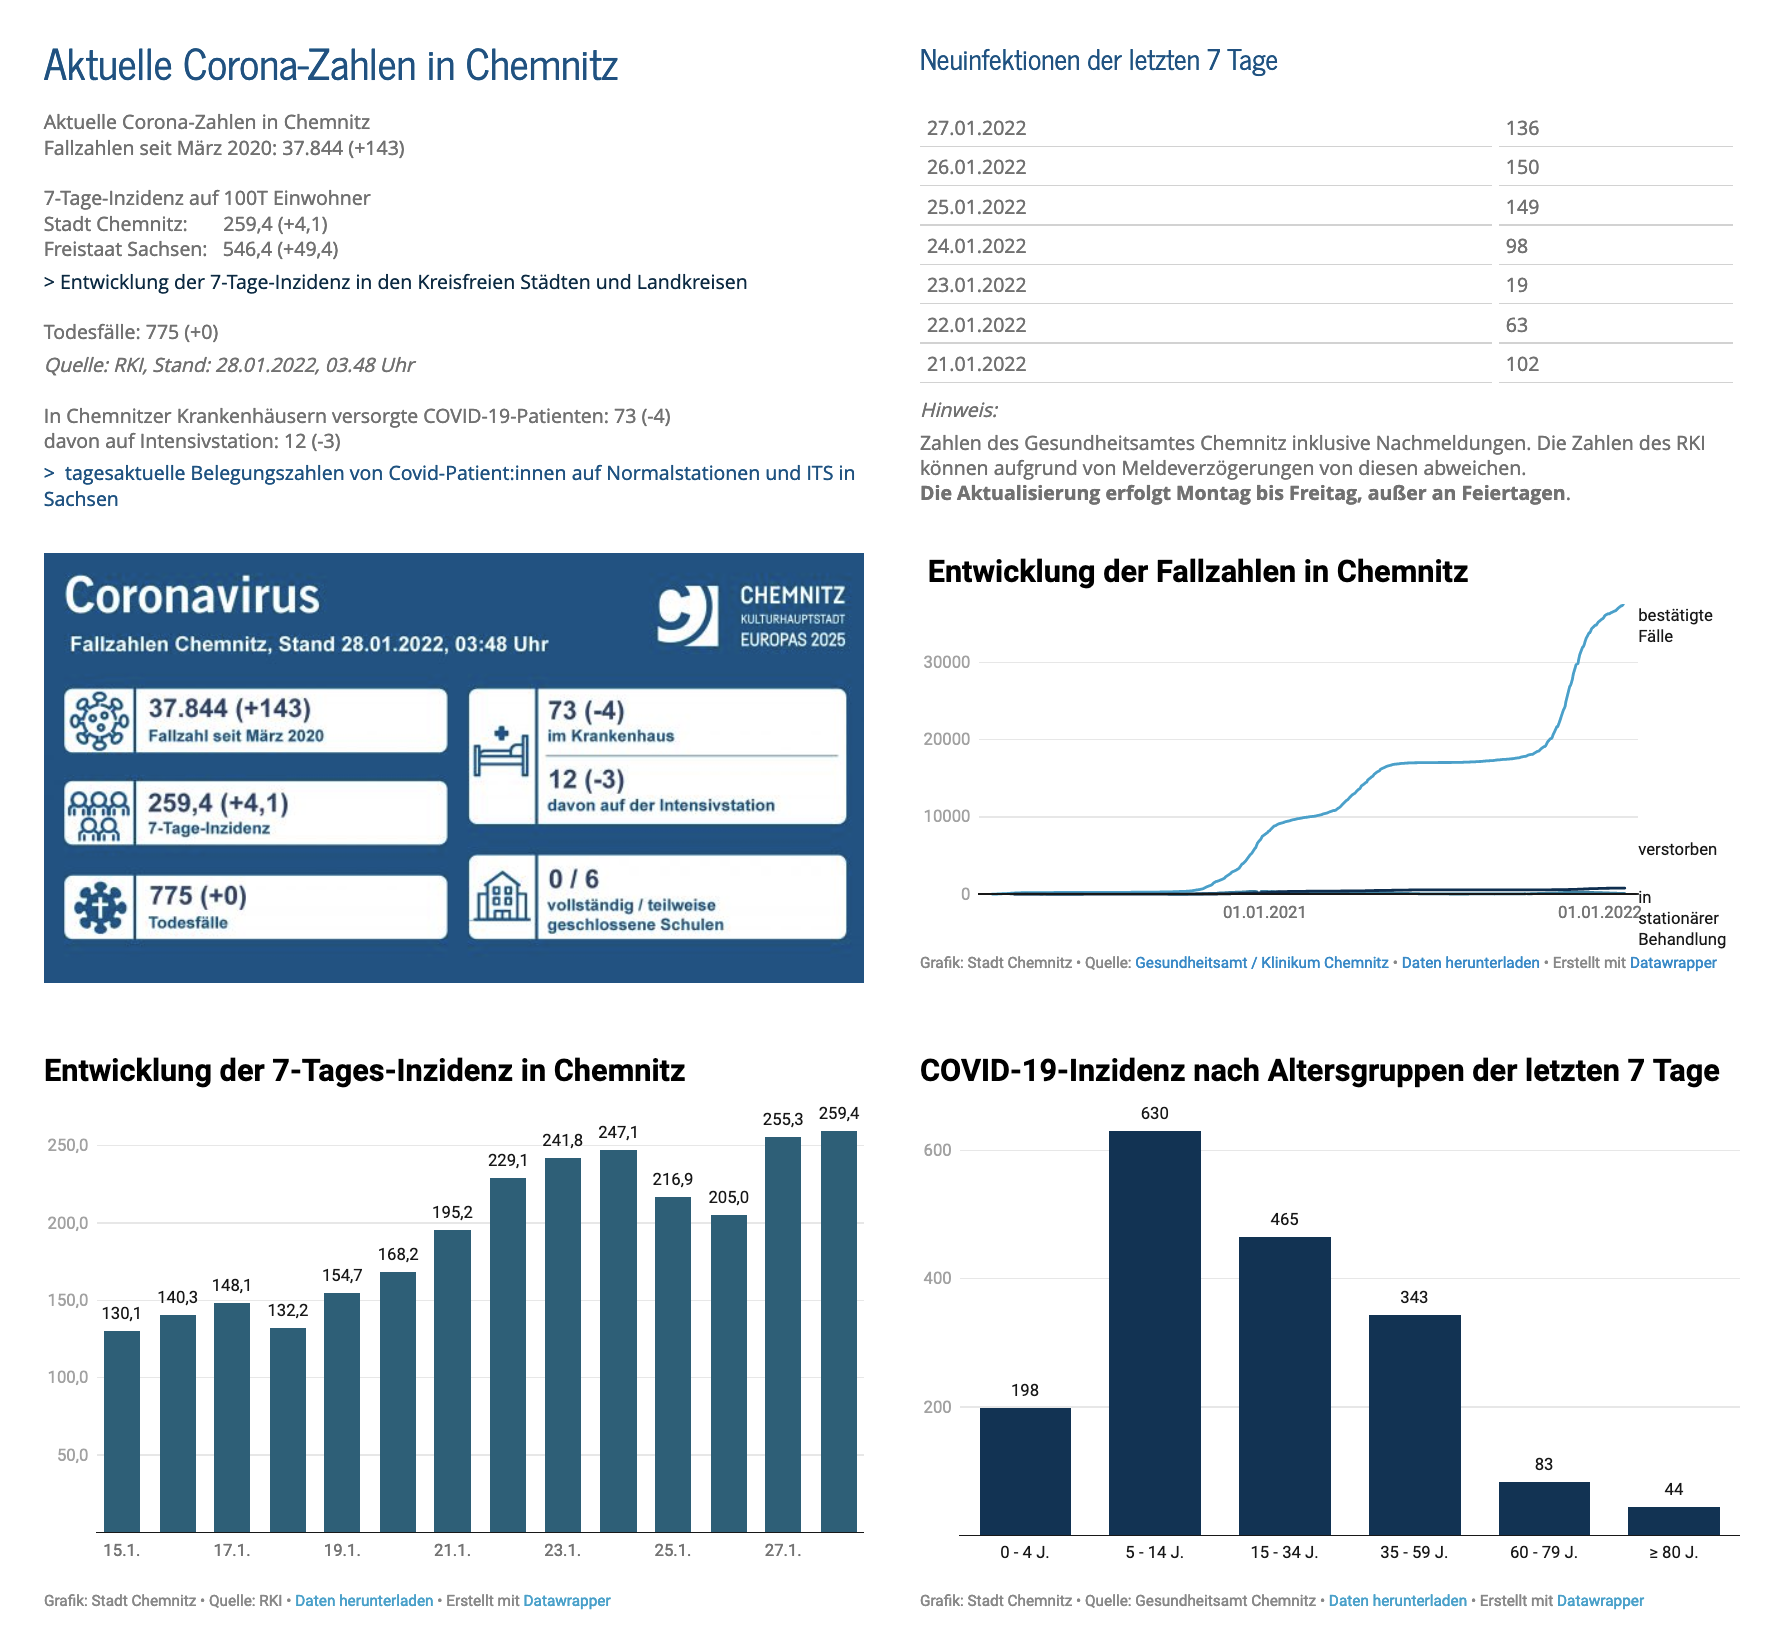 Aktuelle Corona-Zahlen in Chemnitz
Aktuelle Corona-Zahlen in Chemnitz
Fallzahlen seit März 2020: 37.844 (+143)
7-Tage-Inzidenz auf 100T Einwohner
Stadt Chemnitz: 259,4 (+4,1)
Freistaat Sachsen: 546,4 (+49,4)
> Entwicklung der 7-Tage-Inzidenz in den Kreisfreien Städten und Landkreisen
Todesfälle: 775 (+0)
Quelle: RKI, Stand: 28.01.2022, 03.48 Uhr
In Chemnitzer Krankenhäusern versorgte COVID-19-Patienten: 73 (-4)
davon auf Intensivstation: 12 (-3)
> tagesaktuelle Belegungszahlen von Covid-Patient:innen auf Normalstationen und ITS in
Sachsen
Neuinfektionen der letzten 7 Tage
27.01.2022 136
26.01.2022 150
25.01.2022 149
24.01.2022 98
23.01.2022 19
22.01.2022 63
21.01.2022 102
Hinweis:
Zahlen des Gesundheitsamtes Chemnitz inklusive Nachmeldungen. Die Zahlen des RKI
können aufgrund von Meldeverzögerungen von diesen abweichen.
Die Aktualisierung erfolgt Montag bis Freitag, außer an Feiertagen.
Coronavirus
Fallzahlen Chemnitz, Stand 28.01.2022, 03:48 Uhr
CHEMNITZ
KULTURHAUPTSTADT
EUROPAS 2025
37.844 (+143)
Fallzahl seit März 2020
259,4 (+4,1)
7-Tage-Inzidenz
775 (+0)
Todesfälle
73 (-4)
im Krankenhaus
12 (-3)
davon auf der Intensivstation
0 / 6
vollständig / teilweise
geschlossene Schulen
Entwicklung der Fallzahlen in Chemnitz
bestätigte
Fälle
30000
20000
10000
verstorben
0
in
stationärer
Behandlung
01.01.2021 01.01.2022
Grafik: Stadt Chemnitz • Quelle: Gesundheitsamt / Klinikum Chemnitz • Daten herunterladen • Erstellt mit Datawrapper
Entwicklung der 7-Tages-Inzidenz in Chemnitz
250,0
200,0
150,0
100,0
50,0
130,1 140,3 148,1 132,2 154,7 168,2 195,2 229,1 241,8 247,1 216,9 205,0 255,3 259,4
15.1. 17.1. 19.1. 21.1. 23.1. 25.1. 27.1.
Grafik: Stadt Chemnitz • Quelle: RKI • Daten herunterladen • Erstellt mit Datawrapper
COVID-19-Inzidenz nach Altersgruppen der letzten 7 Tage
600
400
200
198 630 465 343 83 44
0 - 4 J. 5 - 14 J. 15 - 34 J. 35 - 59 J. 60 - 79 J. ≥ 80 J.
Grafik: Stadt Chemnitz • Quelle: Gesundheitsamt Chemnitz • Daten herunterladen • Erstellt mit Datawrapper